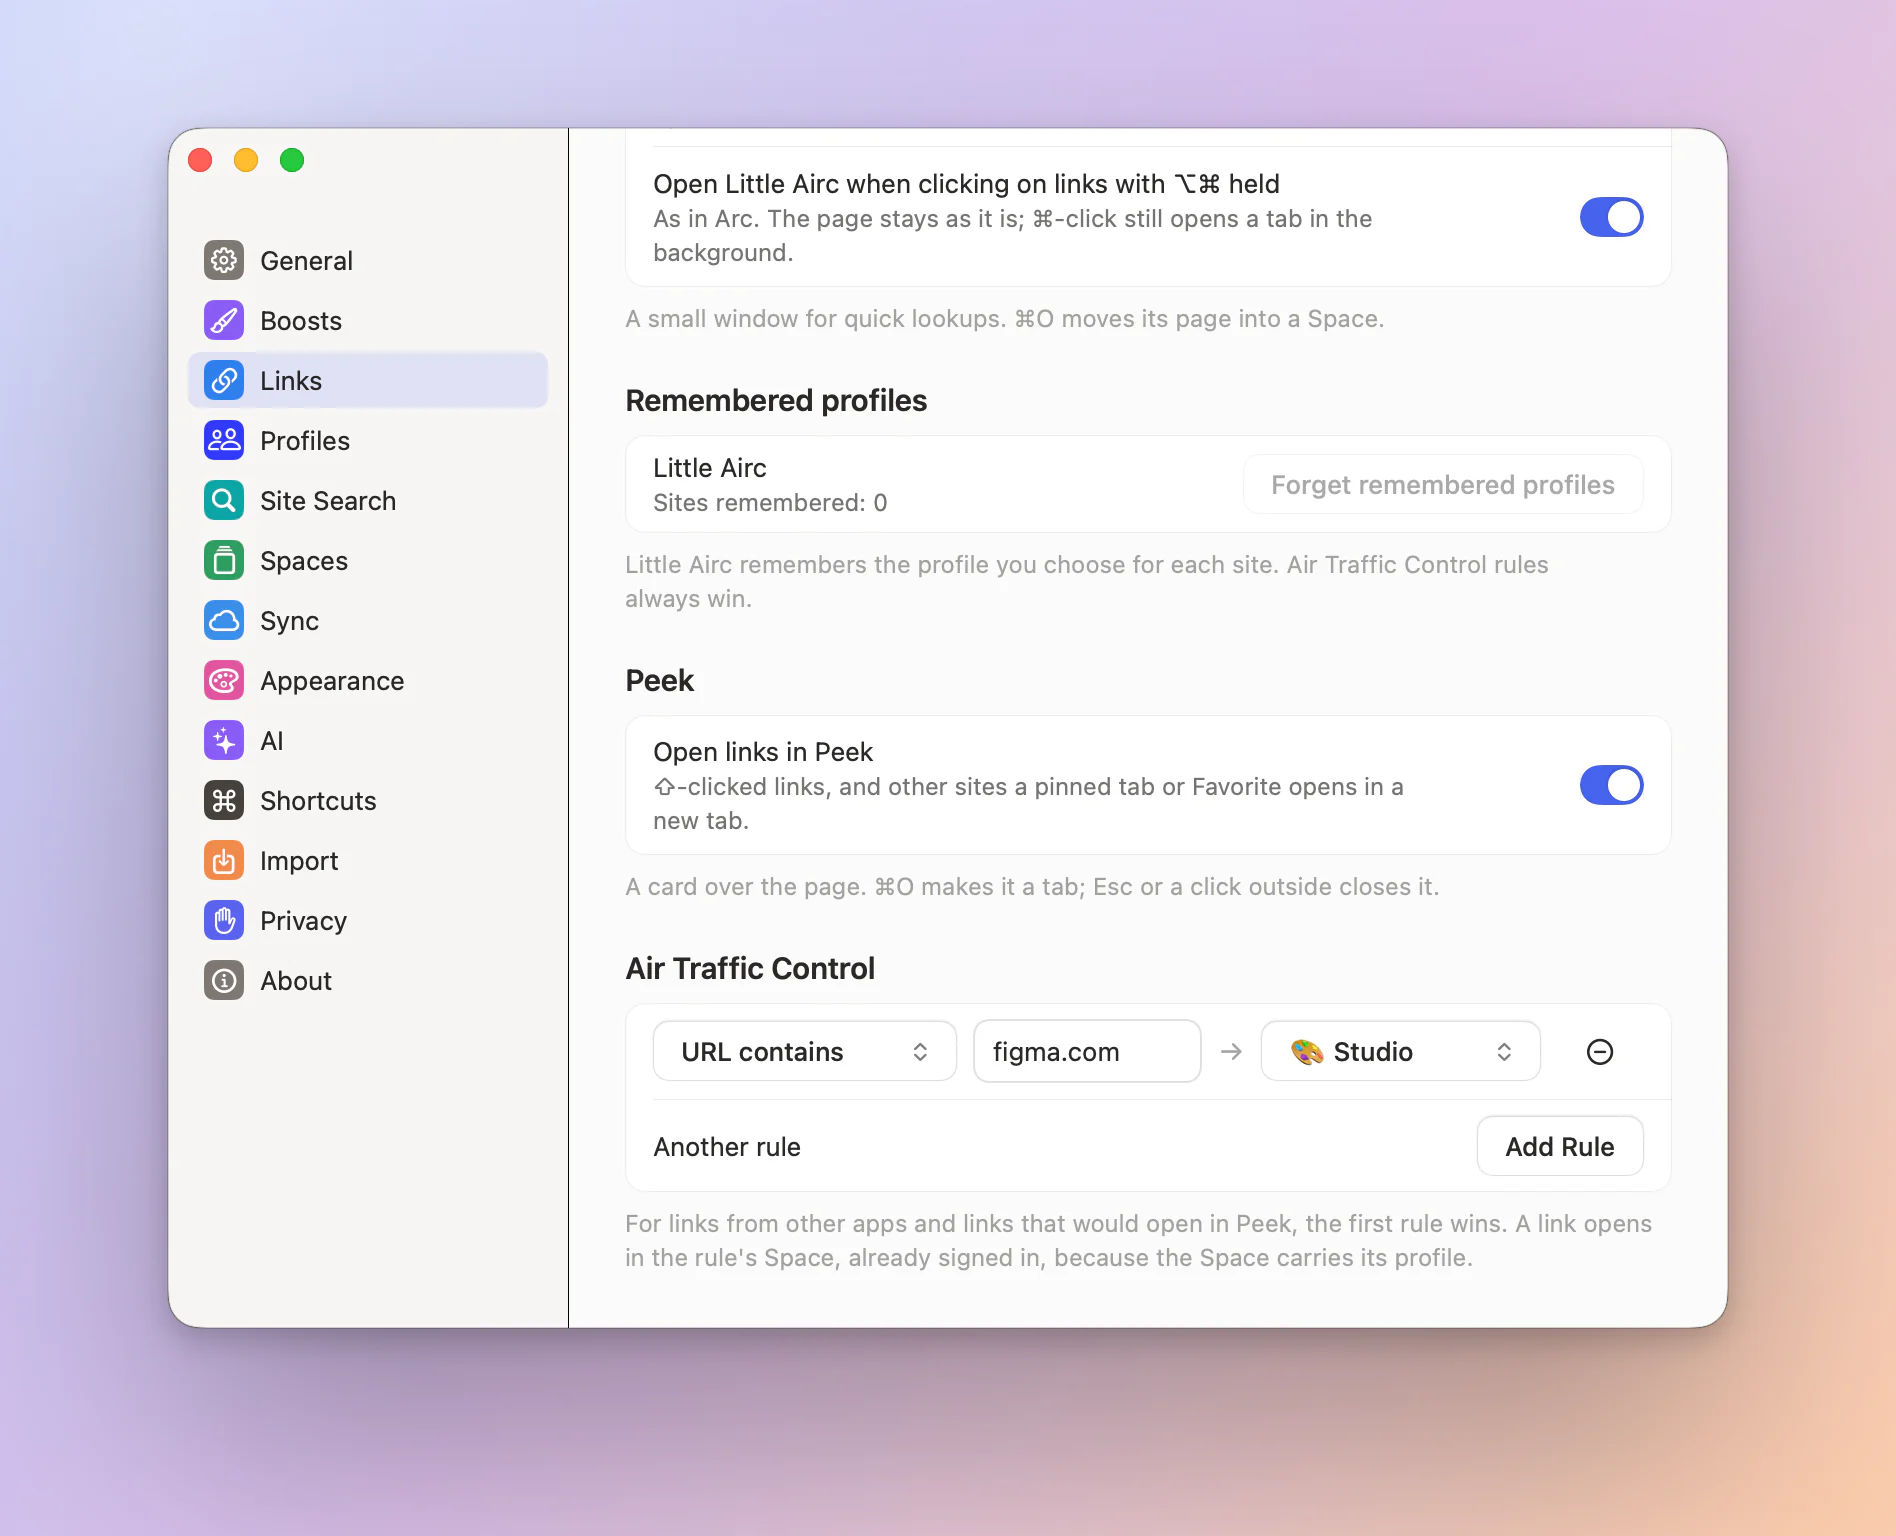 General
Boosts
Links
Profiles
Site Search
Spaces
Sync
Appearance
AI
Shortcuts
Import
Privacy
About
Open Little Airc when clicking on links with ⌥⌘ held
As in Arc. The page stays as it is; ⌘-click still opens a tab in the
background.
A small window for quick lookups. ⌘O moves its page into a Space.
Remembered profiles
Little Airc
Sites remembered: 0
Forget remembered profiles
Little Airc remembers the profile you choose for each site. Air Traffic Control rules
always win.
Peek
Open links in Peek
⇧-clicked links, and other sites a pinned tab or Favorite opens in a
new tab.
A card over the page. ⌘O makes it a tab; Esc or a click outside closes it.
Air Traffic Control
URL contains figma.com → 🎨 Studio
Another rule
Add Rule
For links from other apps and links that would open in Peek, the first rule wins. A link opens
in the rule's Space, already signed in, because the Space carries its profile.